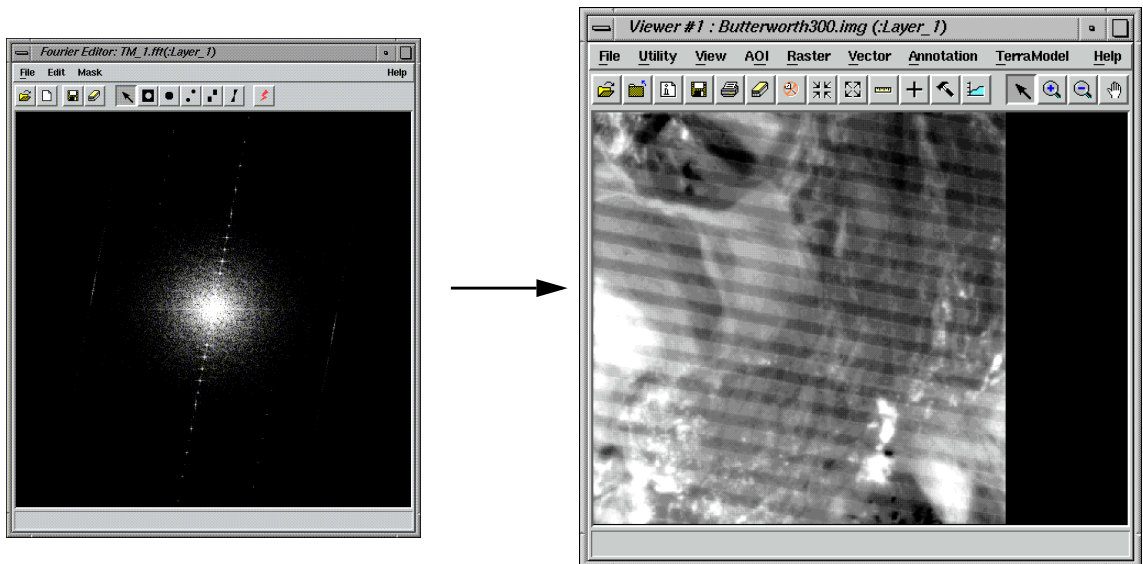 Fourier Editor: TM_1.fft(:Layer_1)
File Edit Mask Help
Viewer #1 : Butterworth300.img (:Layer_1)
File Utility View AOI Raster Vector Annotation TerraModel Help